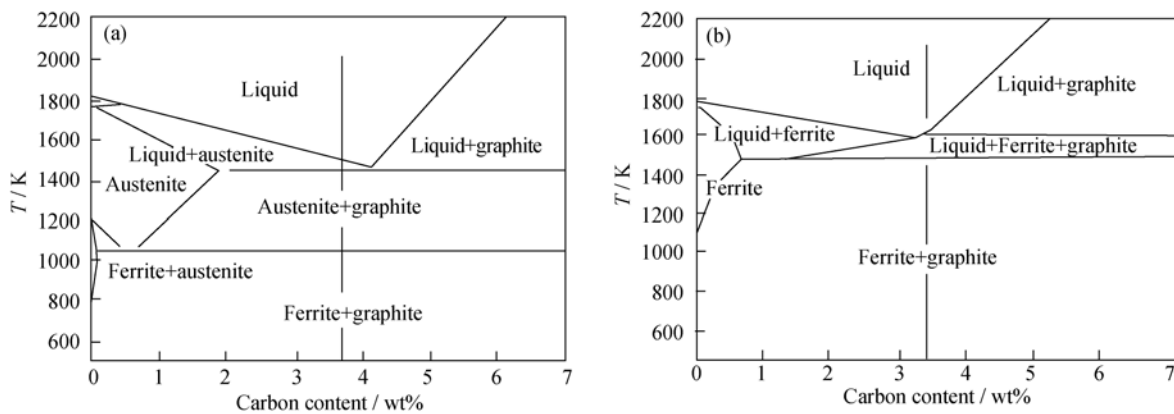 (a)
2200
2000
1800
1600
1400
1200
1000
800
600
T / K
Liquid
Liquid+austenite
Liquid+graphite
Austenite
Austenite+graphite
Ferrite+austenite
Ferrite+graphite
0 1 2 3 4 5 6 7
Carbon content / wt%
(b)
2200
2000
1800
1600
1400
1200
1000
800
600
T / K
Liquid
Liquid+graphite
Liquid+ferrite
Liquid+Ferrite+graphite
Ferrite
Ferrite+graphite
0 1 2 3 4 5 6 7
Carbon content / wt%